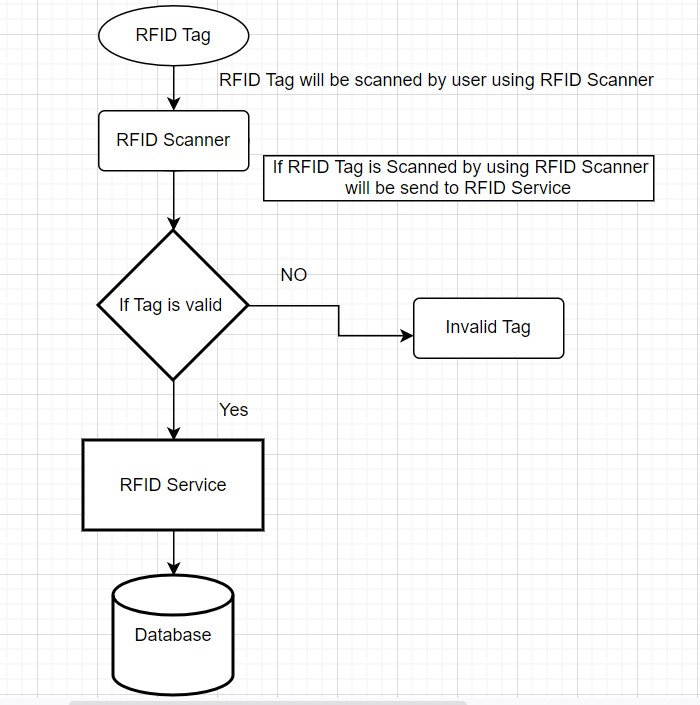 RFID Tag
RFID Tag will be scanned by user using RFID Scanner
RFID Scanner
If RFID Tag is Scanned by using RFID Scanner
will be send to RFID Service
NO
If Tag is valid
Invalid Tag
Yes
RFID Service
Database